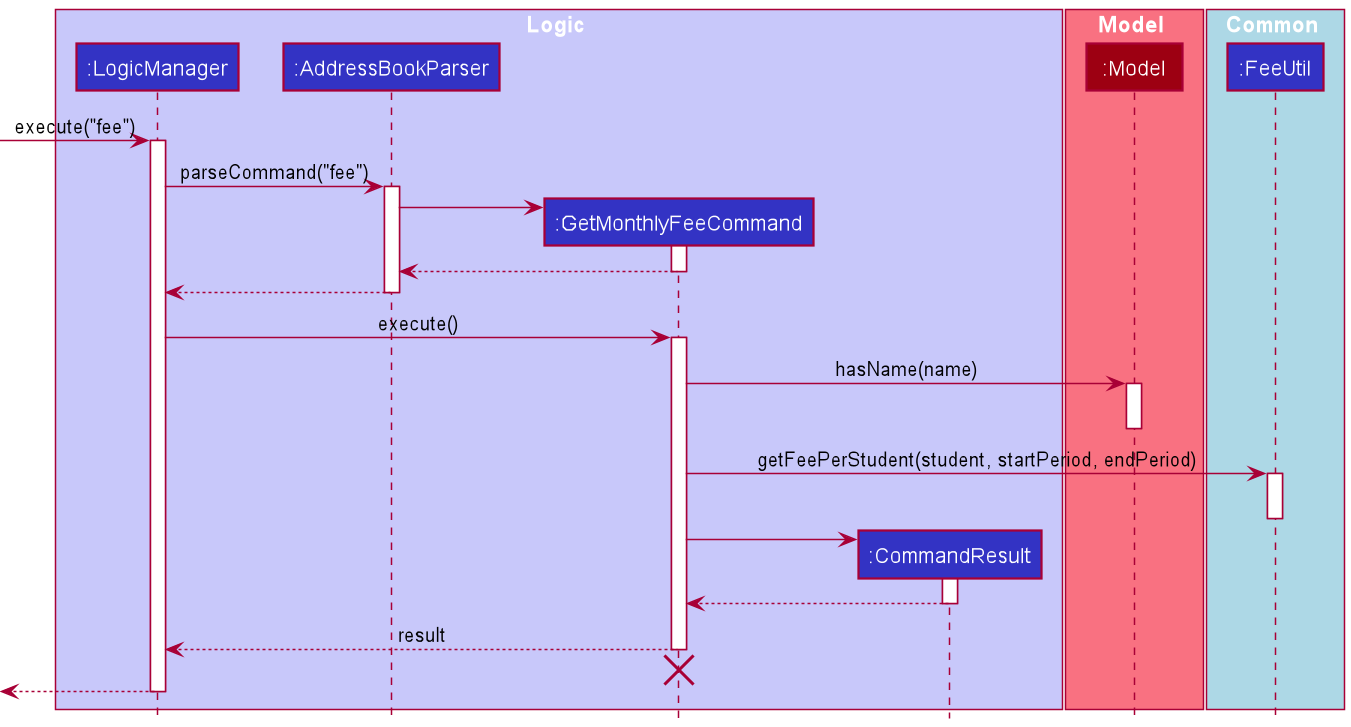 Logic
Model
Common
:LogicManager
:AddressBookParser
:Model
:FeeUtil
execute("fee")
parseCommand("fee")
:GetMonthlyFeeCommand
execute()
hasName(name)
getFeePerStudent(student, startPeriod, endPeriod)
:CommandResult
result